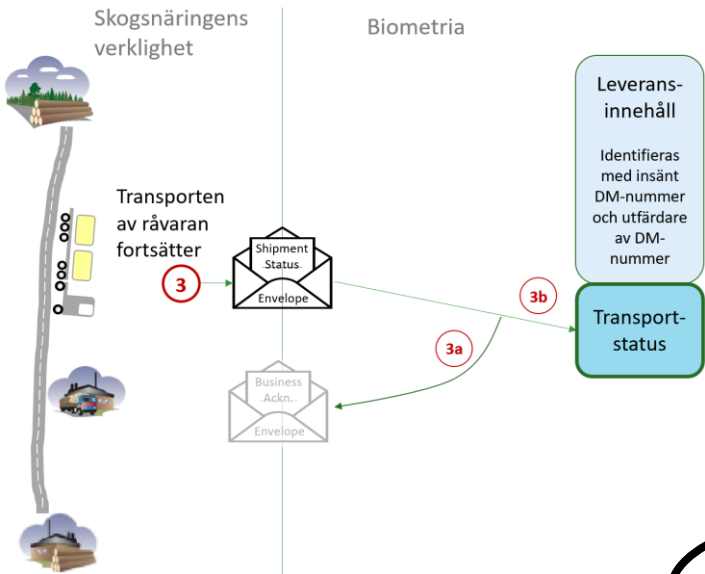 Skogsnäringens
verklighet
Biometria
Transporten
av råvaran
fortsätter
3
Shipment
Status
Envelope
3b
3a
Business
Ackn.
Envelope
Leverans-
innehåll
Identifieras
med insänt
DM-nummer
och utfärdare
av DM-
nummer
Transport-
status